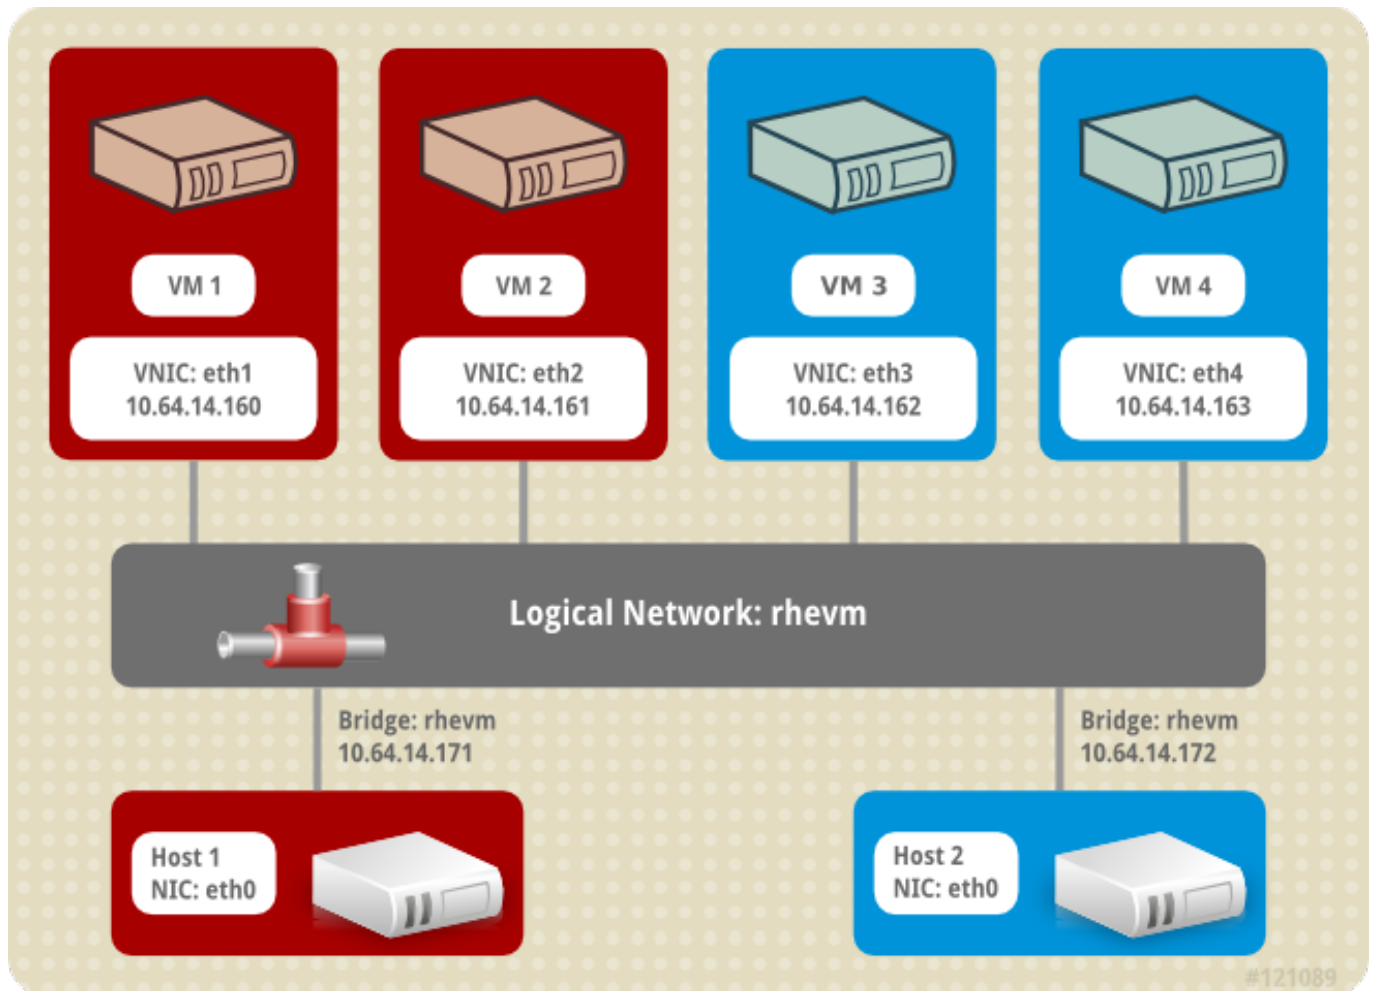 VM 1
VNIC: eth1
10.64.14.160
VM 2
VNIC: eth2
10.64.14.161
VM 3
VNIC: eth3
10.64.14.162
VM 4
VNIC: eth4
10.64.14.163
Logical Network: rhevm
Bridge: rhevm
10.64.14.171
Bridge: rhevm
10.64.14.172
Host 1
NIC: eth0
Host 2
NIC: eth0
#121089